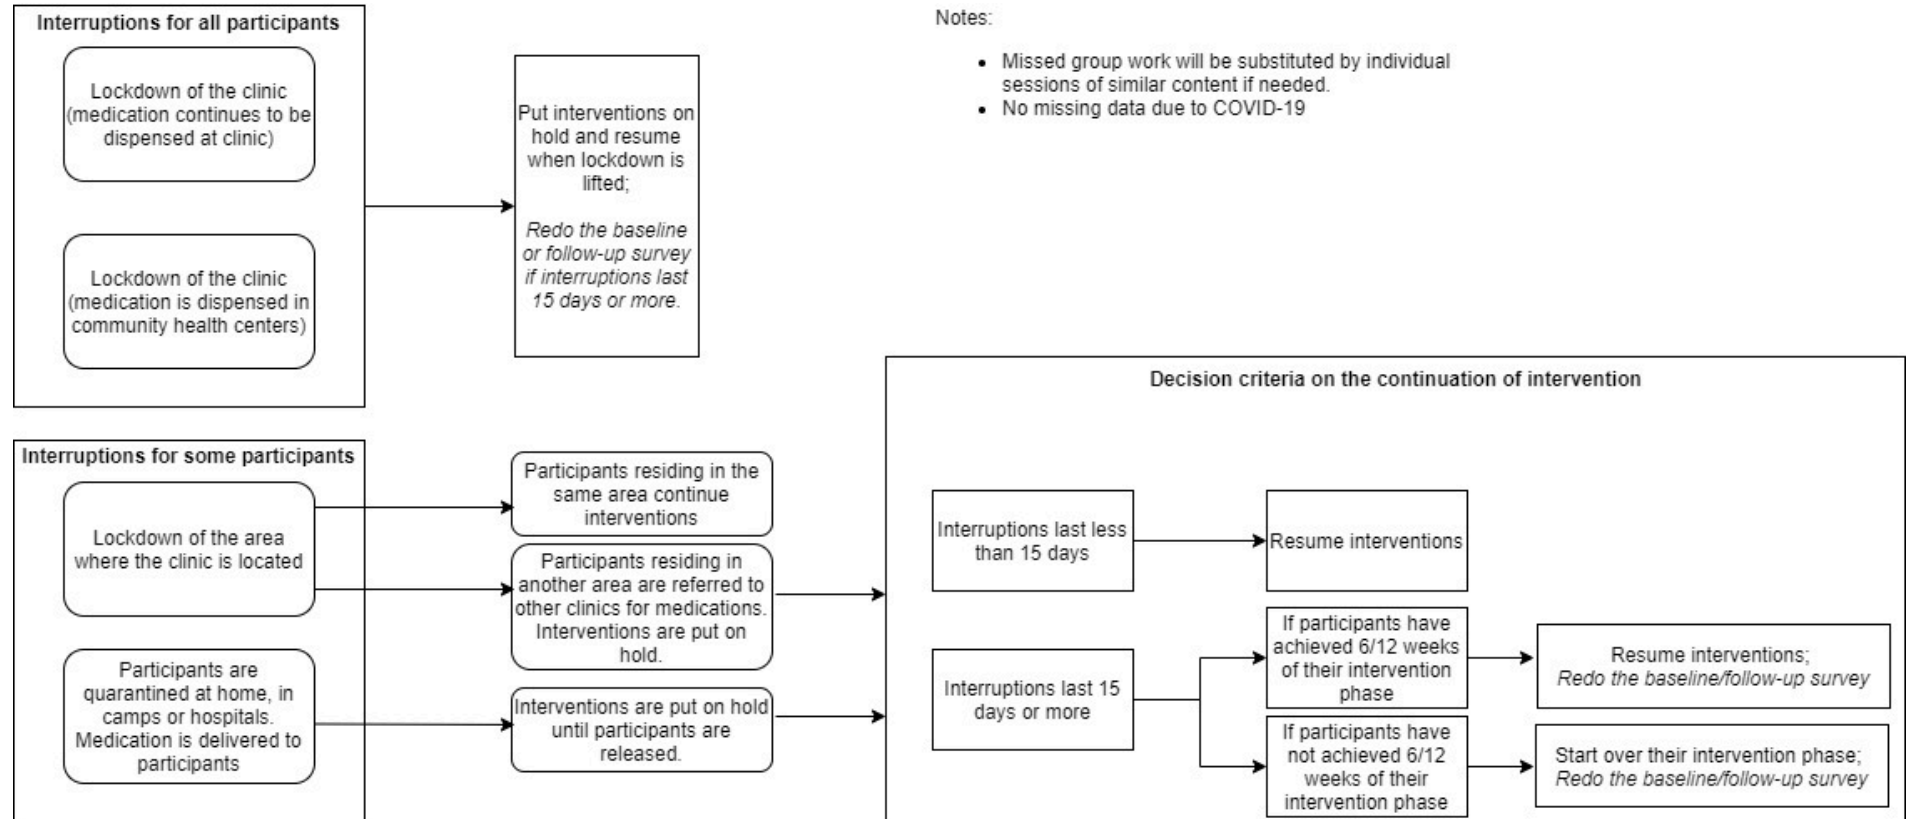 Interruptions for all participants
Lockdown of the clinic
(medication continues to be
dispensed at clinic)
Lockdown of the clinic
(medication is dispensed in
community health centers)
Put interventions on
hold and resume
when lockdown is
lifted;
Redo the baseline
or follow-up survey
if interruptions last
15 days or more.
Notes:
• Missed group work will be substituted by individual
sessions of similar content if needed.
• No missing data due to COVID-19
Interruptions for some participants
Lockdown of the area
where the clinic is located
Participants are
quarantined at home, in
camps or hospitals.
Medication is delivered to
participants
Participants residing in the
same area continue
interventions
Participants residing in
another area are referred to
other clinics for medications.
Interventions are put on
hold.
Interventions are put on hold
until participants are
released.
Decision criteria on the continuation of intervention
Interruptions last less
than 15 days
Resume interventions
Interruptions last 15
days or more
If participants have
achieved 6/12 weeks
of their intervention
phase
Resume interventions;
Redo the baseline/follow-up survey
If participants have
not achieved 6/12
weeks of their
intervention phase
Start over their intervention phase;
Redo the baseline/follow-up survey